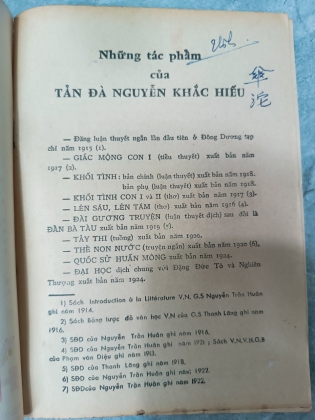 Những tác phẩm
của
TẢN ĐÀ NGUYỄN KHẮC HIẾU
— Đăng luận thuyết ngắn lần đầu tiên ở Đông Dương tạp
chí năm 1915 (1).
— GIẤC MỘNG CON I (tiểu thuyết) xuất bản năm
1917 (2).
— KHỐI TÌNH: bản chính (luận thuyết) xuất bản năm 1918.
bản phụ (luận thuyết) xuất bản năm 1918.
— KHỐI TÌNH CON I và II (thơ) xuất bản năm 1917 (3).
— LÊN SÁU, LÊN TÁM (thơ) xuất bản năm 1918 (4).
— ĐÀI GƯƠNG TRUYỆN (luận thuyết dịch) sau đài là
ĐÀN BÀ TÀU xuất bản năm 1919 (5).
— TÂY THI (tuồng) xuất bản năm 1920.
— THỀ NON NƯỚC (truyện ngắn) xuất bản năm 1920 (6).
— QUỐC SỬ HUẤN MÔNG xuất bản năm 1924.
— ĐẠI HỌC dịch chung với Đặng Đức Tô và Nghiêm
Thượng xuất bản năm 1924.
1) Sách Introduction à la Littérature V.N. G.S Nguyễn Trần Huân
ghi năm 1914.
2) Sách Bảng lược đồ văn học V.N của G.S Thanh Lãng ghi năm
1916.
3) SĐD của Nguyễn Trần Huân ghi năm 1916.
4) SĐD của Nguyễn Trần Huân ghi năm 1921; Sách V.N.V.H.G.B
của Phạm văn Diêu ghi năm 1913.
5) SĐD của Thanh Lãng ghi năm 1918.
6) SĐD của Nguyễn Trần Huân ghi năm 1922.
7) SĐDcủa Nguyễn Trần Huân ghi năm 1922.